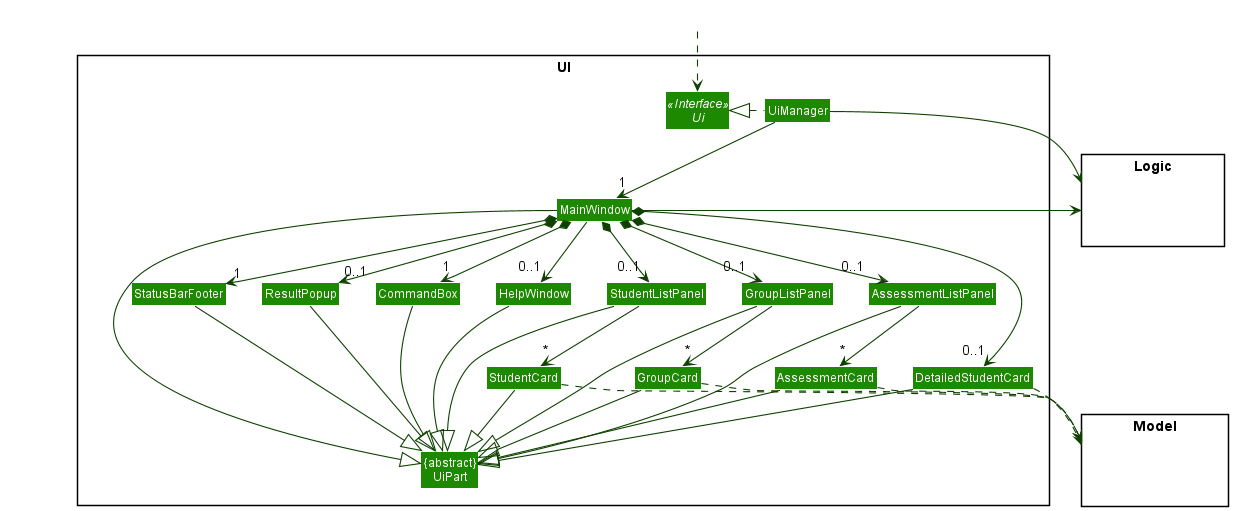 UI
«Interface»
Ui
UiManager
Logic
1
MainWindow
1
0..1
1
0..1
0..1
0..1
0..1
StatusBarFooter
ResultPopup
CommandBox
HelpWindow
StudentListPanel
GroupListPanel
AssessmentListPanel
*
*
*
0..1
StudentCard
GroupCard
AssessmentCard
DetailedStudentCard
Model
{abstract}
UiPart